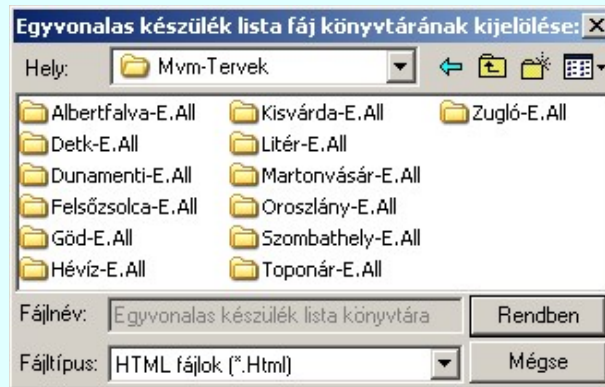 Egyvonalas készülék lista fáj könyvtárának kijelölése:
Hely: Mvm-Tervek
Albertfalva-E.All Kisvárda-E.All Zugló-E.All
Detk-E.All Litér-E.All
Dunamenti-E.All Martonvásár-E.All
Felsőzsolca-E.All Oroszlány-E.All
Göd-E.All Szombathely-E.All
Hévíz-E.All Toponár-E.All
Fájlnév: Egyvonalas készülék lista könyvtára Rendben
Fájltípus: HTML fájlok (*.Html) Mégse